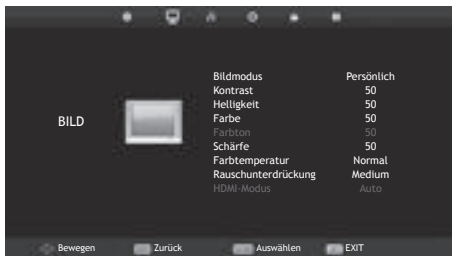 Bildmodus Persönlich
Kontrast 50
Helligkeit 50
BILD
Farbe 50
Farbton 50
Schärfe 50
Farbtemperatur Normal
Rauschunterdrückung Medium
HDMI-Modus Auto
Bewegen Zurück Auswählen EXIT